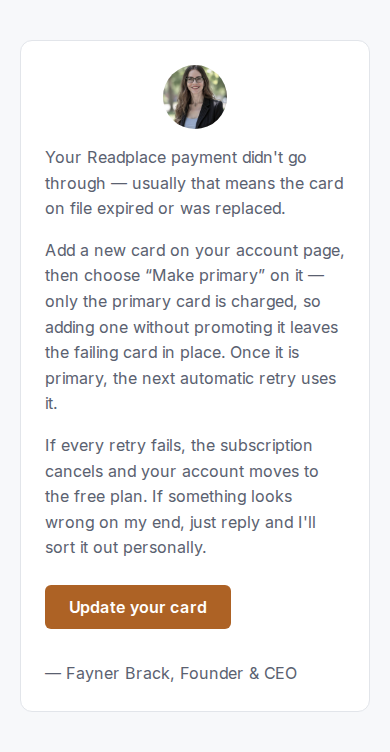 Your Readplace payment didn't go
through — usually that means the card
on file expired or was replaced.
Add a new card on your account page,
then choose “Make primary” on it —
only the primary card is charged, so
adding one without promoting it leaves
the failing card in place. Once it is
primary, the next automatic retry uses
it.
If every retry fails, the subscription
cancels and your account moves to
the free plan. If something looks
wrong on my end, just reply and I'll
sort it out personally.
Update your card
— Fayner Brack, Founder & CEO